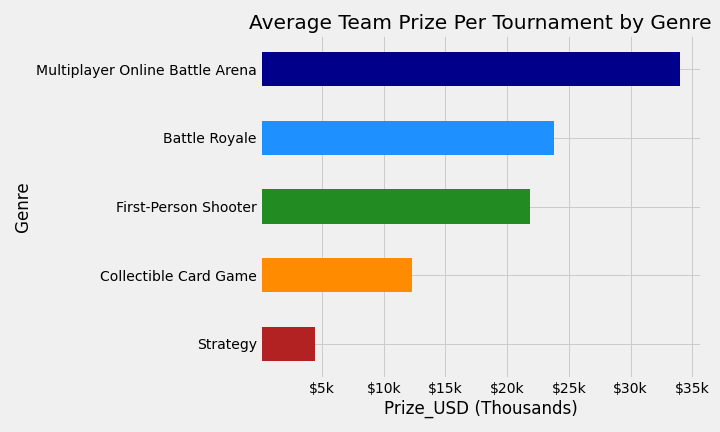 Average Team Prize Per Tournament by Genre
Genre
Multiplayer Online Battle Arena
Battle Royale
First-Person Shooter
Collectible Card Game
Strategy
$5k $10k $15k $20k $25k $30k $35k
Prize_USD (Thousands)